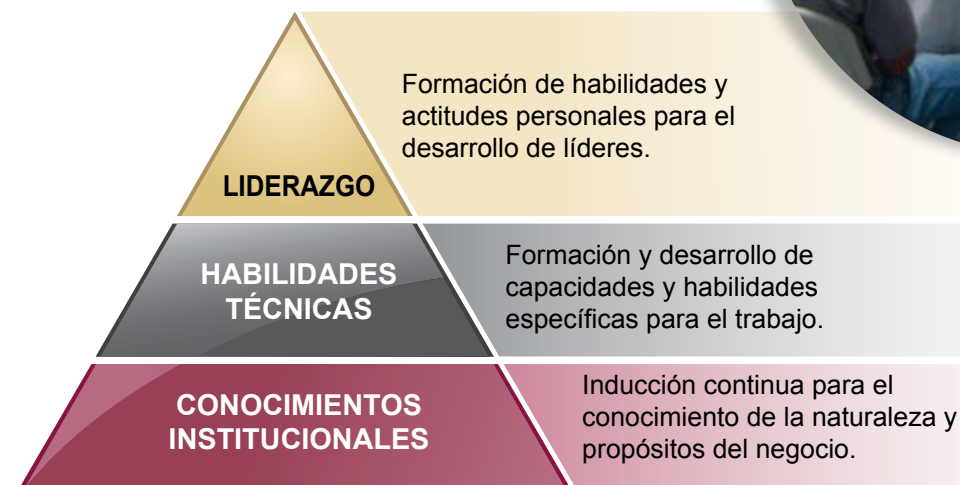 Formación de habilidades y
actitudes personales para el
desarrollo de líderes.
LIDERAZGO
Formación y desarrollo de
capacidades y habilidades
específicas para el trabajo.
HABILIDADES
TÉCNICAS
Inducción continua para el
conocimiento de la naturaleza y
propósitos del negocio.
CONOCIMIENTOS
INSTITUCIONALES